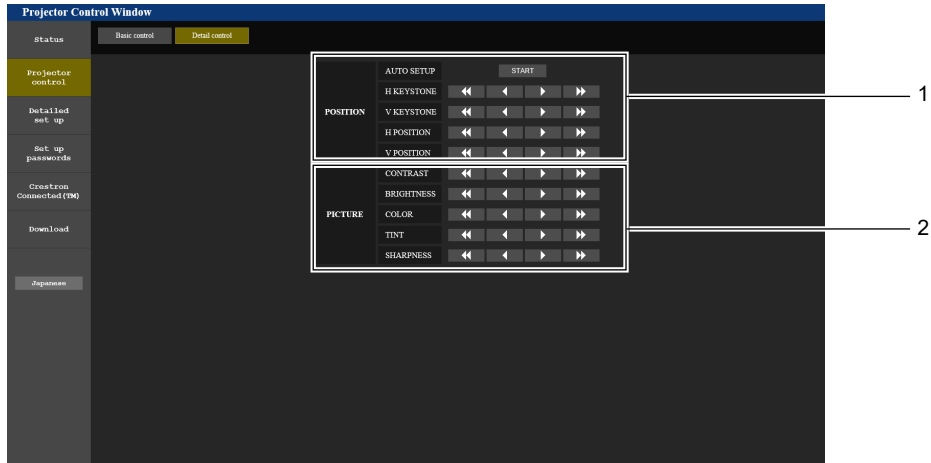 Projector Control Window
Status
Basic control
Detail control
Projector
control
Detailed
set up
Set up
passwords
Crestron
Connected(TM)
Download
Japanese
POSITION
AUTO SETUP
START
H KEYSTONE
V KEYSTONE
H POSITION
V POSITION
1
PICTURE
CONTRAST
BRIGHTNESS
COLOR
TINT
SHARPNESS
2